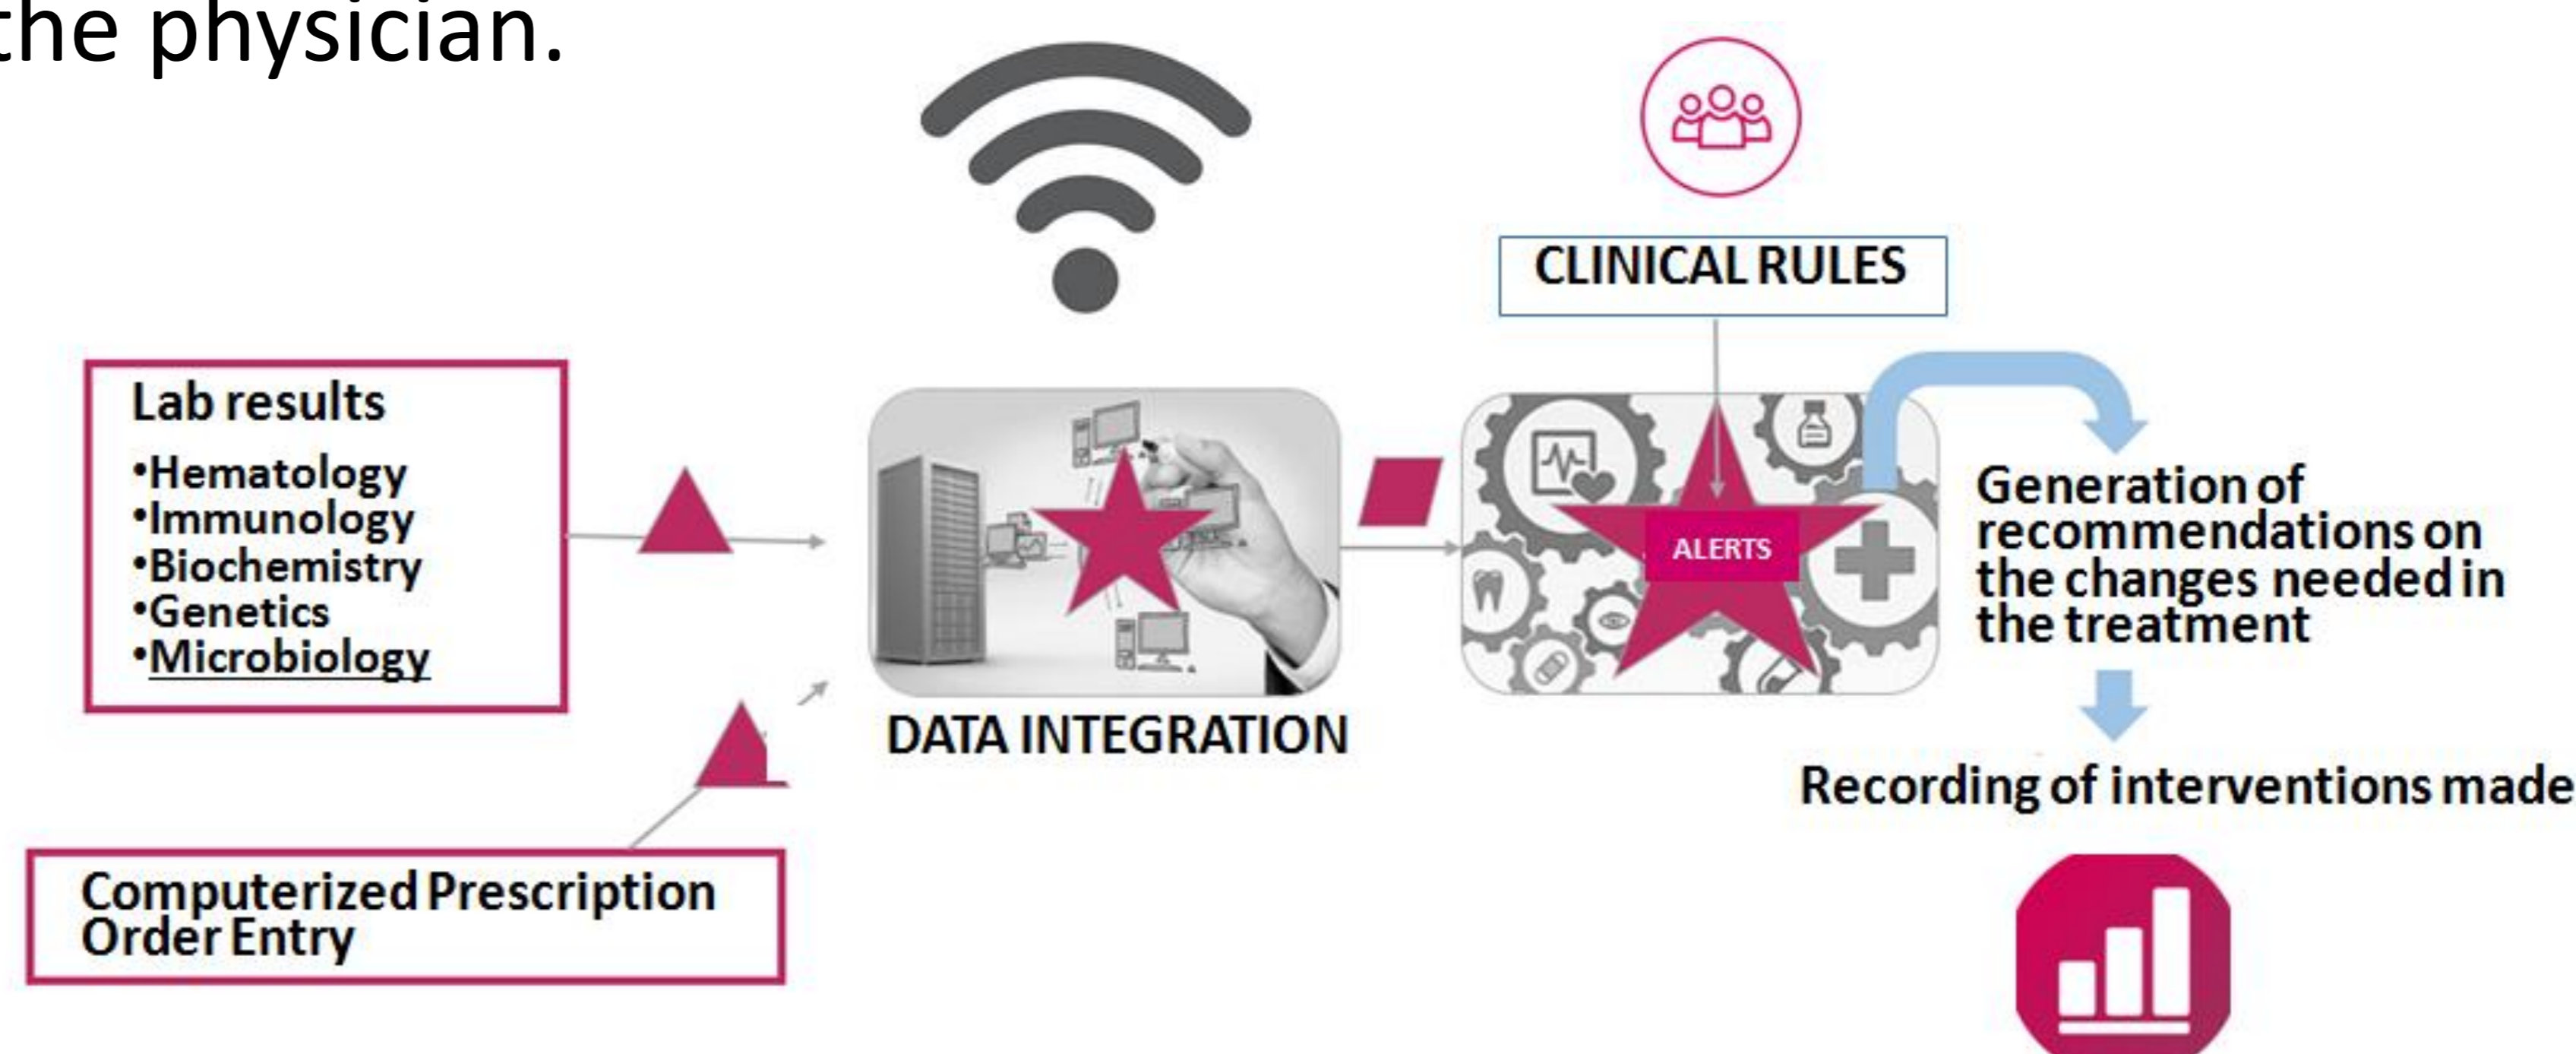 the physician.
CLINICAL RULES
Lab results
•Hematology
•Immunology
•Biochemistry
•Genetics
•Microbiology
ALERTS
Generation of
recommendations on
the changes needed in
the treatment
DATA INTEGRATION
Recording of interventions made
Computerized Prescription
Order Entry